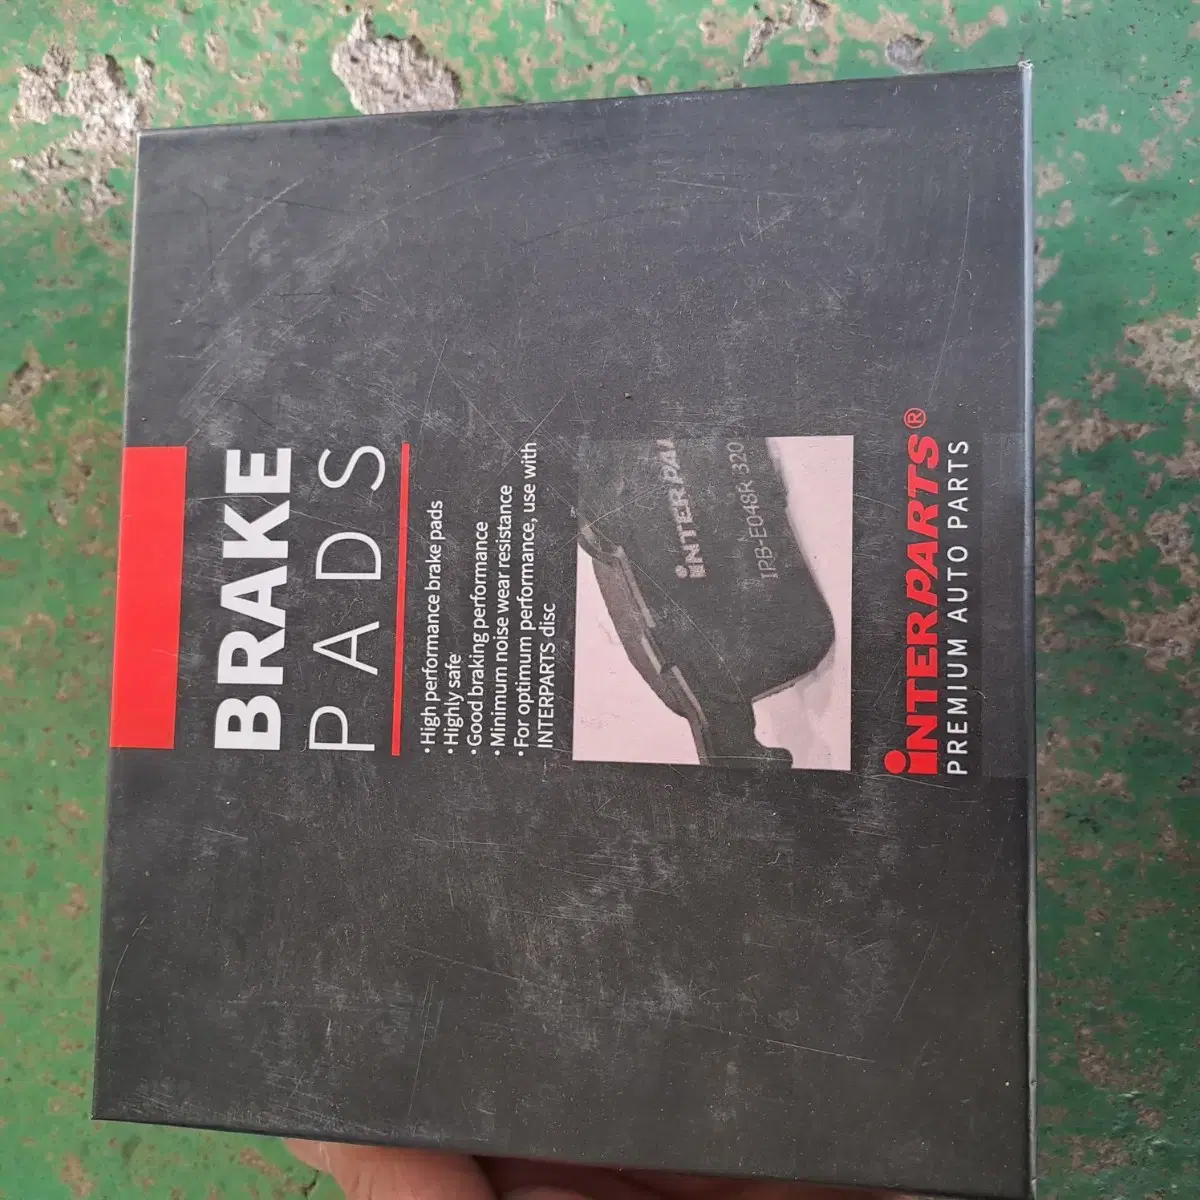 BRAKE
PADS
• High performance brake pads
• Highly safe
• Good braking performance
• Minimum noise wear resistance
• For optimum performance, use with
INTERPARTS disc
INTERPA
IPB-E048R 320
INTERPARTS®
PREMIUM AUTO PARTS